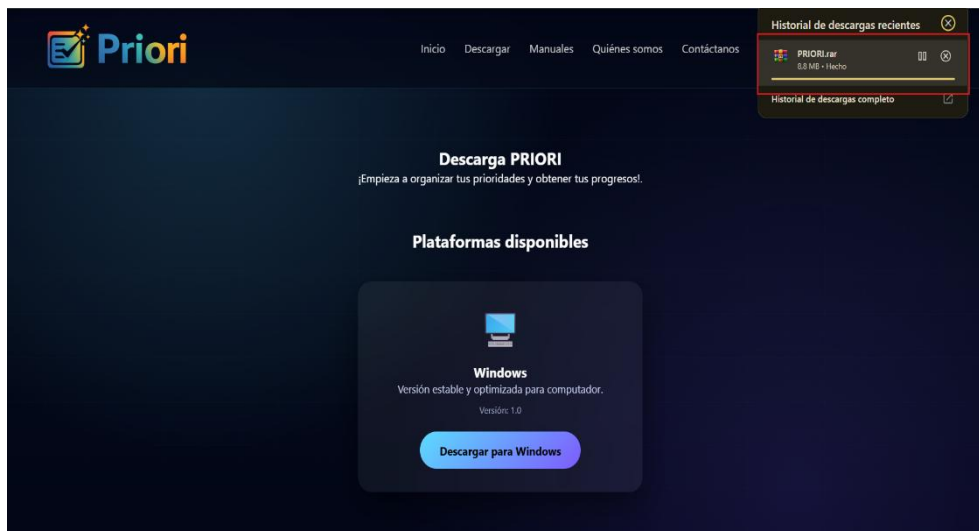 Priori
Inicio Descargar Manuales Quiénes somos Contáctanos
Historial de descargas recientes
PRIORI.rar
8.8 MB • Hecho
Historial de descargas completo
Descarga PRIORI
¡Empieza a organizar tus prioridades y obtener tus progresos!.
Plataformas disponibles
Windows
Versión estable y optimizada para computador.
Versión: 1.0
Descargar para Windows